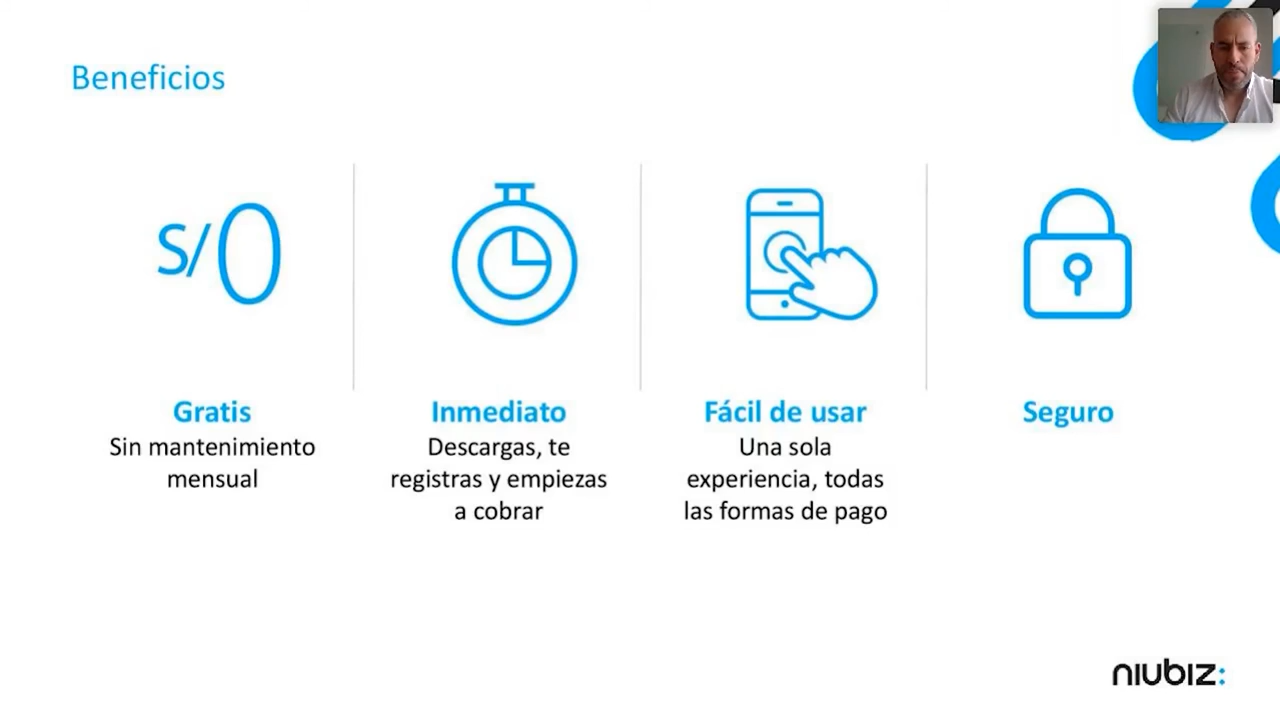 Beneficios
S/0
Gratis
Sin mantenimiento
mensual
Inmediato
Descargas, te
registras y empiezas
a cobrar
Fácil de usar
Una sola
experiencia, todas
las formas de pago
Seguro
niubiz: